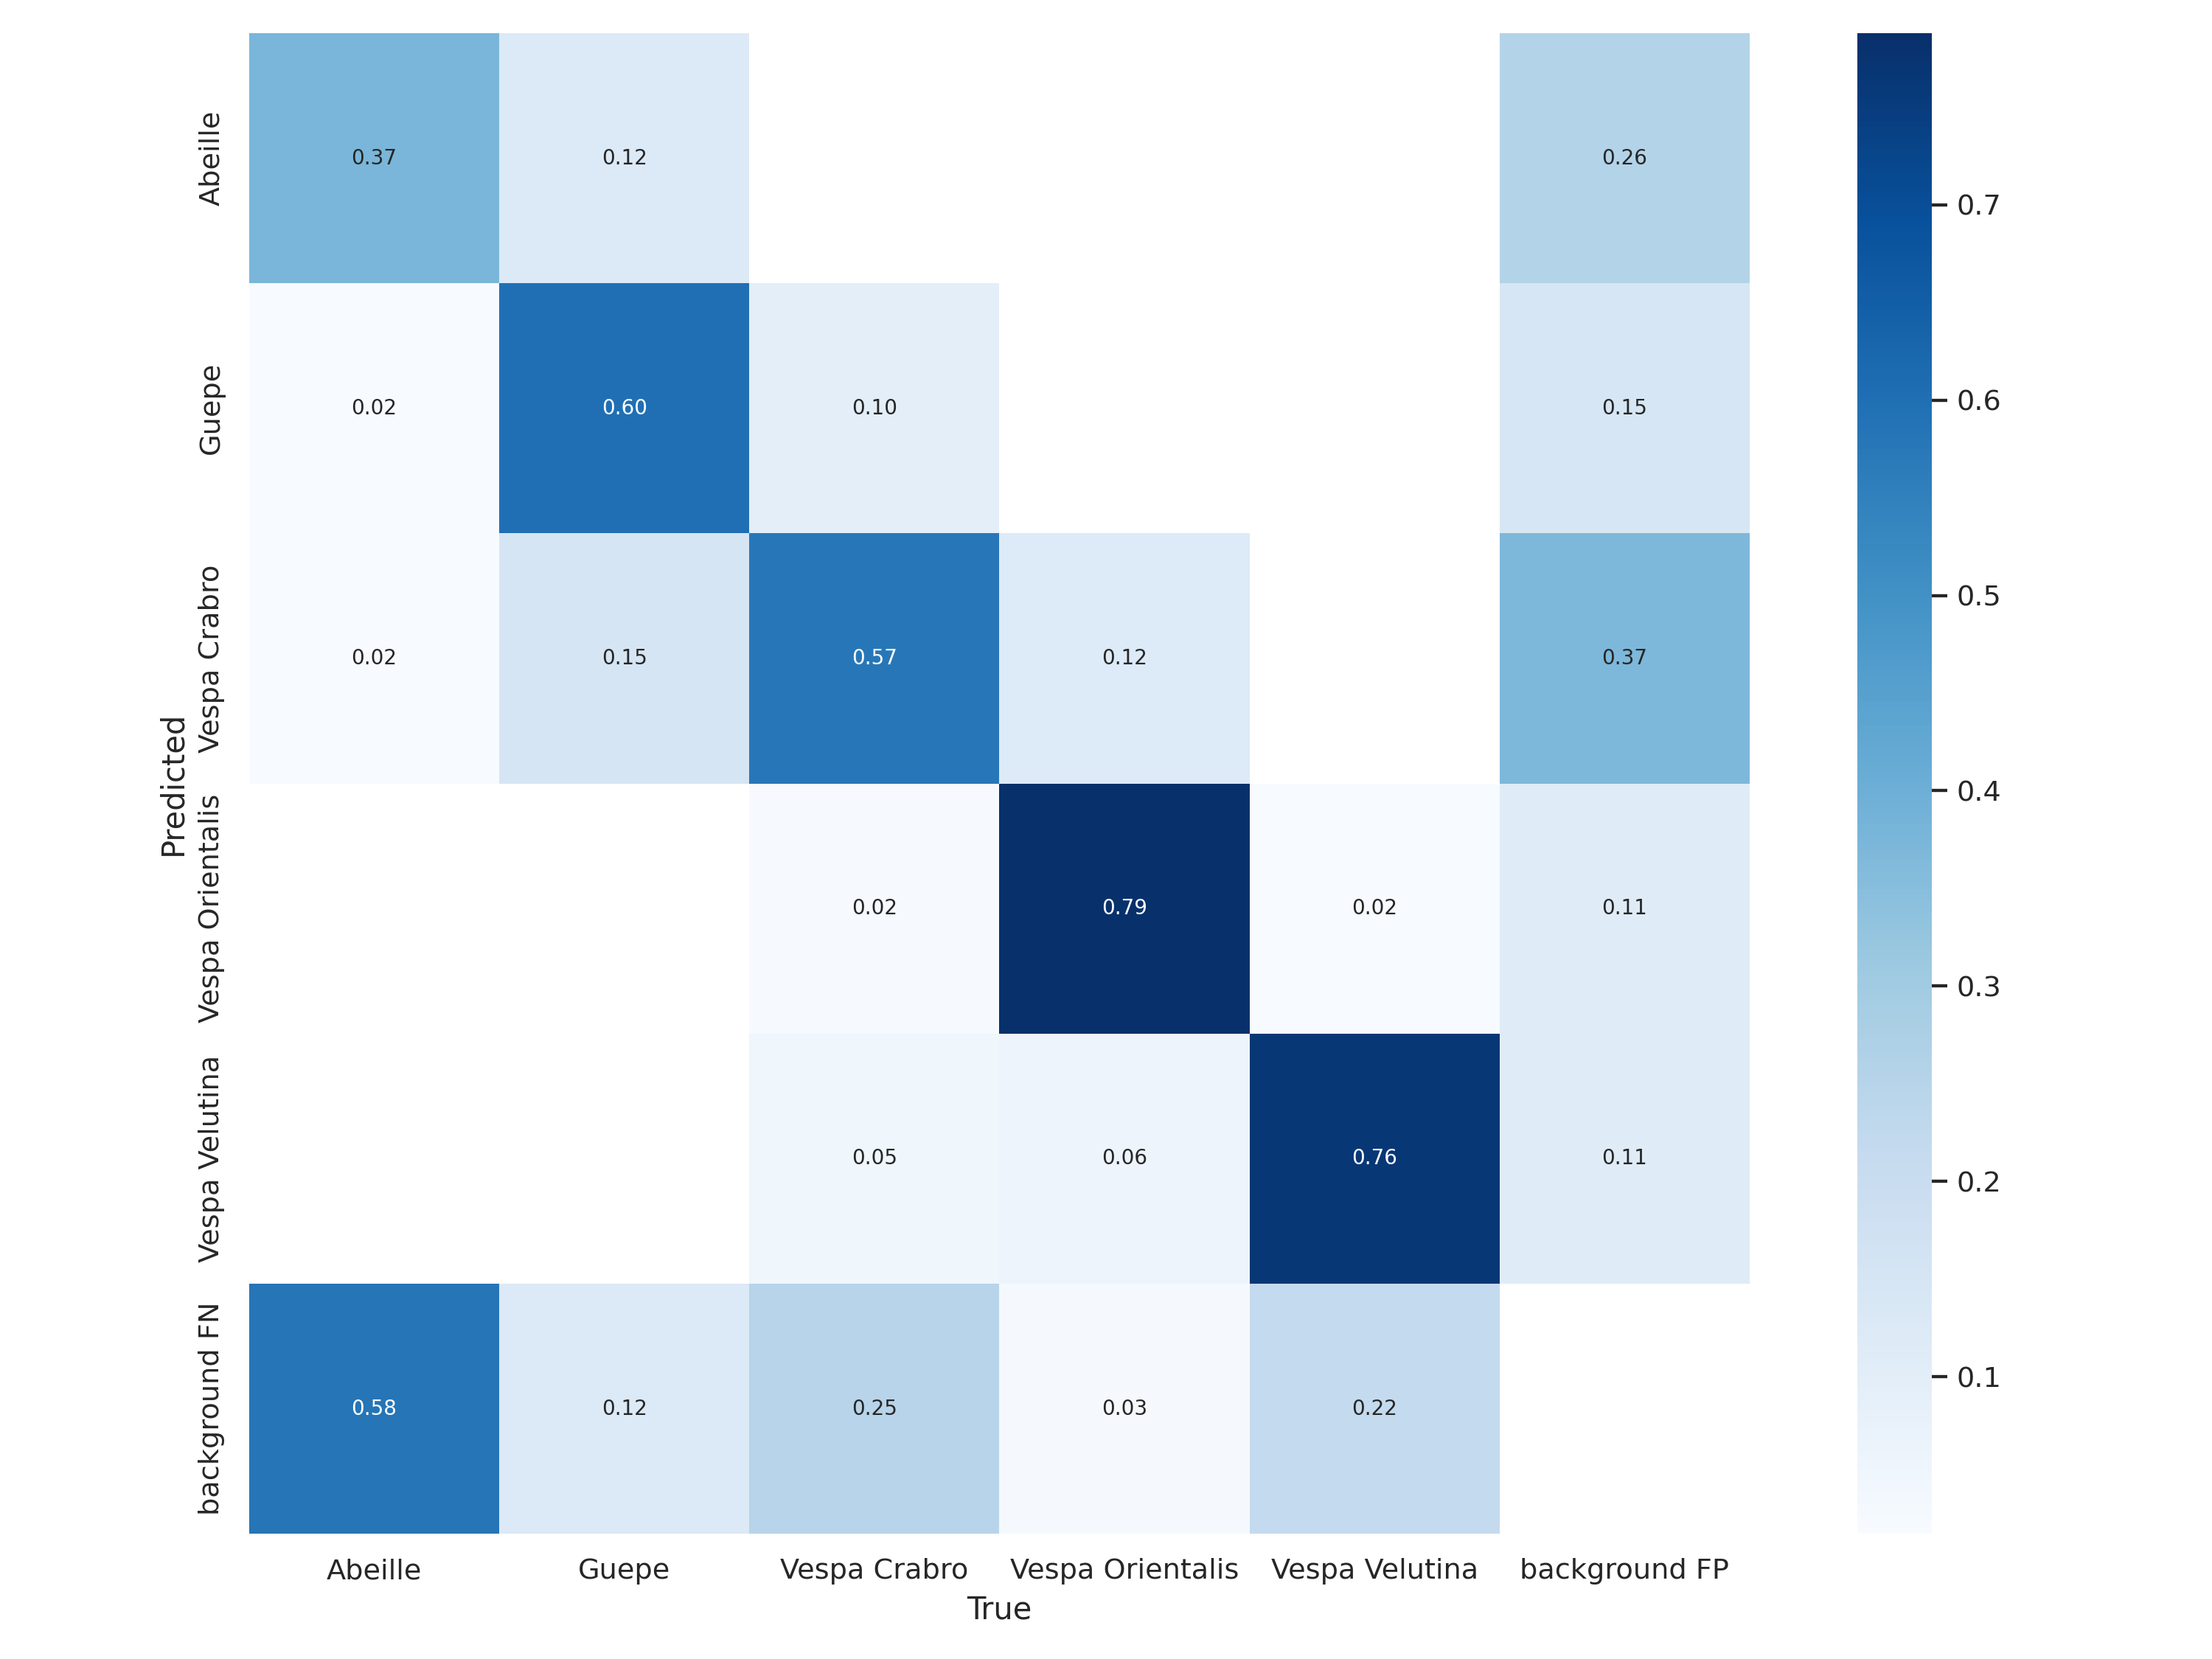 Predicted
Abeille 0.37 0.12 0.26
Guepe 0.02 0.60 0.10 0.15
Vespa Crabro 0.02 0.15 0.57 0.12 0.37
Vespa Orientalis 0.02 0.79 0.02 0.11
Vespa Velutina 0.05 0.06 0.76 0.11
background FN 0.58 0.12 0.25 0.03 0.22
Abeille Guepe Vespa Crabro Vespa Orientalis Vespa Velutina background FP
True
0.7
0.6
0.5
0.4
0.3
0.2
0.1